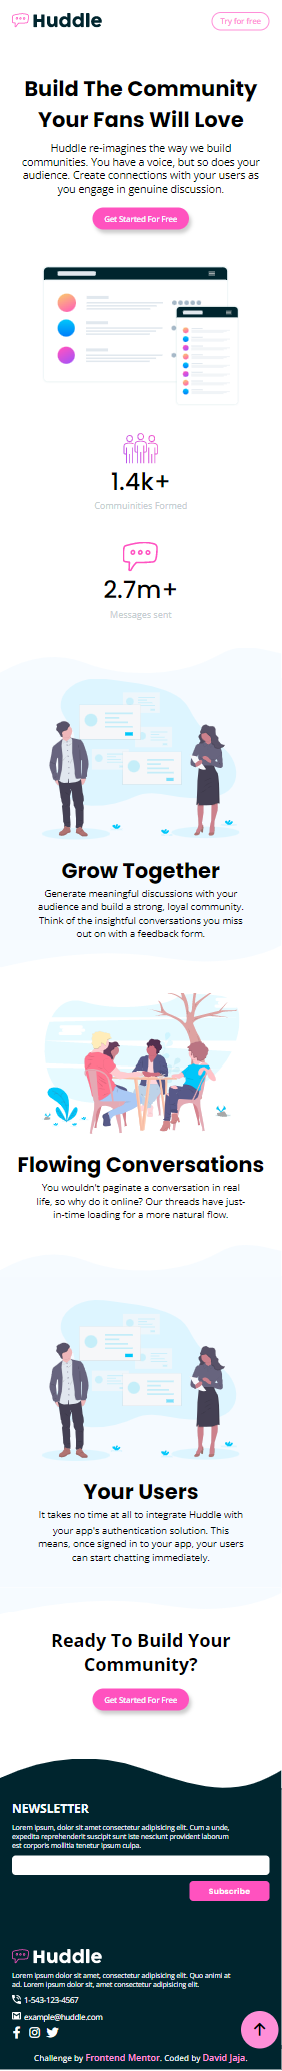 Huddle
Try for free
Build The Community
Your Fans Will Love
Huddle re-imagines the way we build
communities. You have a voice, but so does your
audience. Create connections with your users as
you engage in genuine discussion.
Get Started For Free
1.4k+
Communities Formed
2.7m+
Messages sent
Grow Together
Generate meaningful discussions with your
audience and build a strong, loyal community.
Think of the insightful conversations you miss
out on with a feedback form.
Flowing Conversations
You wouldn't paginate a conversation in real
life, so why do it online? Our threads have just-
in-time loading for a more natural flow.
Your Users
It takes no time at all to integrate Huddle with
your app's authentication solution. This
means, once signed in to your app, your users
can start chatting immediately.
Ready To Build Your
Community?
Get Started For Free
NEWSLETTER
Lorem ipsum, dolor sit amet consectetur adipisicing elit. Cum a unde,
expedita reprehenderit suscipit sunt iste nesciunt provident laborum
est corporis mollitia tenetur ipsum culpa.
Subscribe
Huddle
Lorem ipsum dolor sit amet, consectetur adipisicing elit. Quo animi at
ad. Lorem ipsum dolor sit, amet consectetur adipisicing elit.
1-543-123-4567
example@huddle.com
Challenge by Frontend Mentor. Coded by David Jaja.